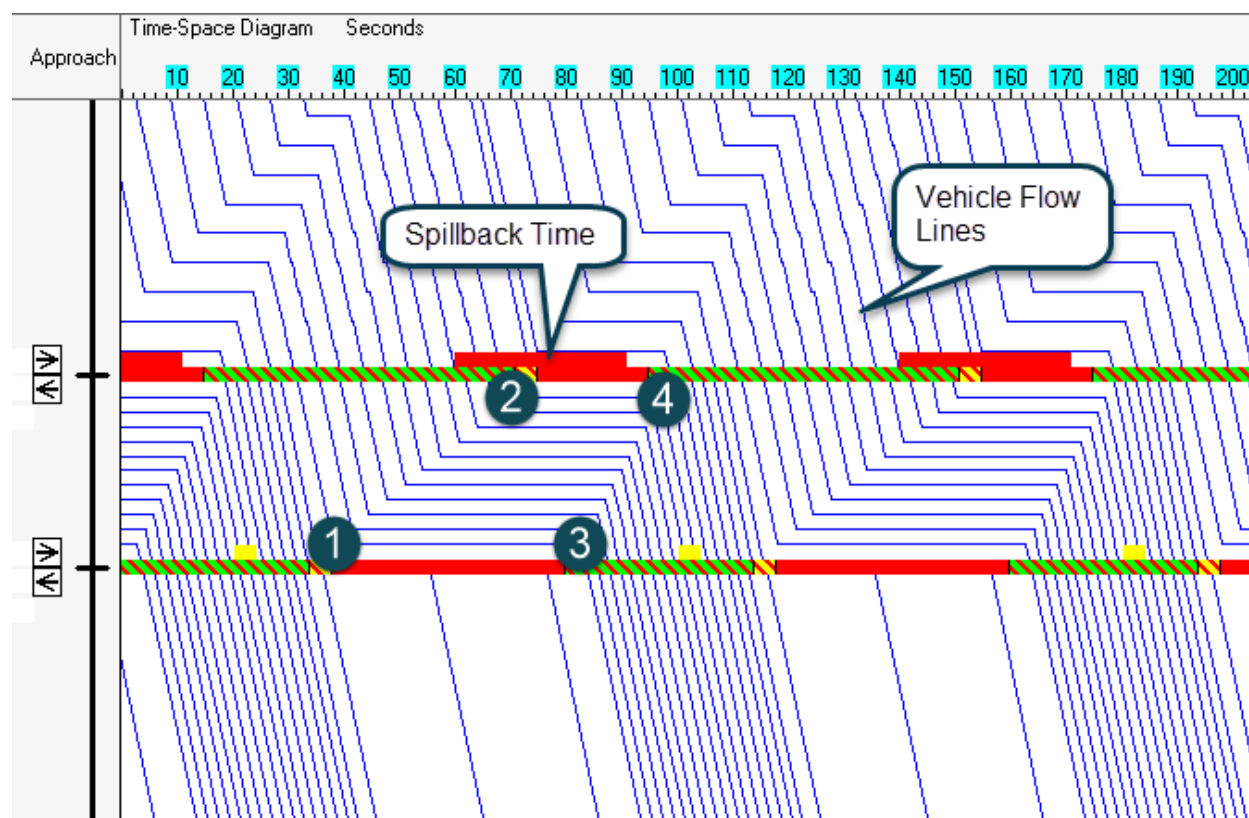 Time-Space Diagram Seconds
Approach
10 20 30 40 50 60 70 80 90 100 110 120 130 140 150 160 170 180 190 200
Vehicle Flow
Lines
Spillback Time
2 4
1 3